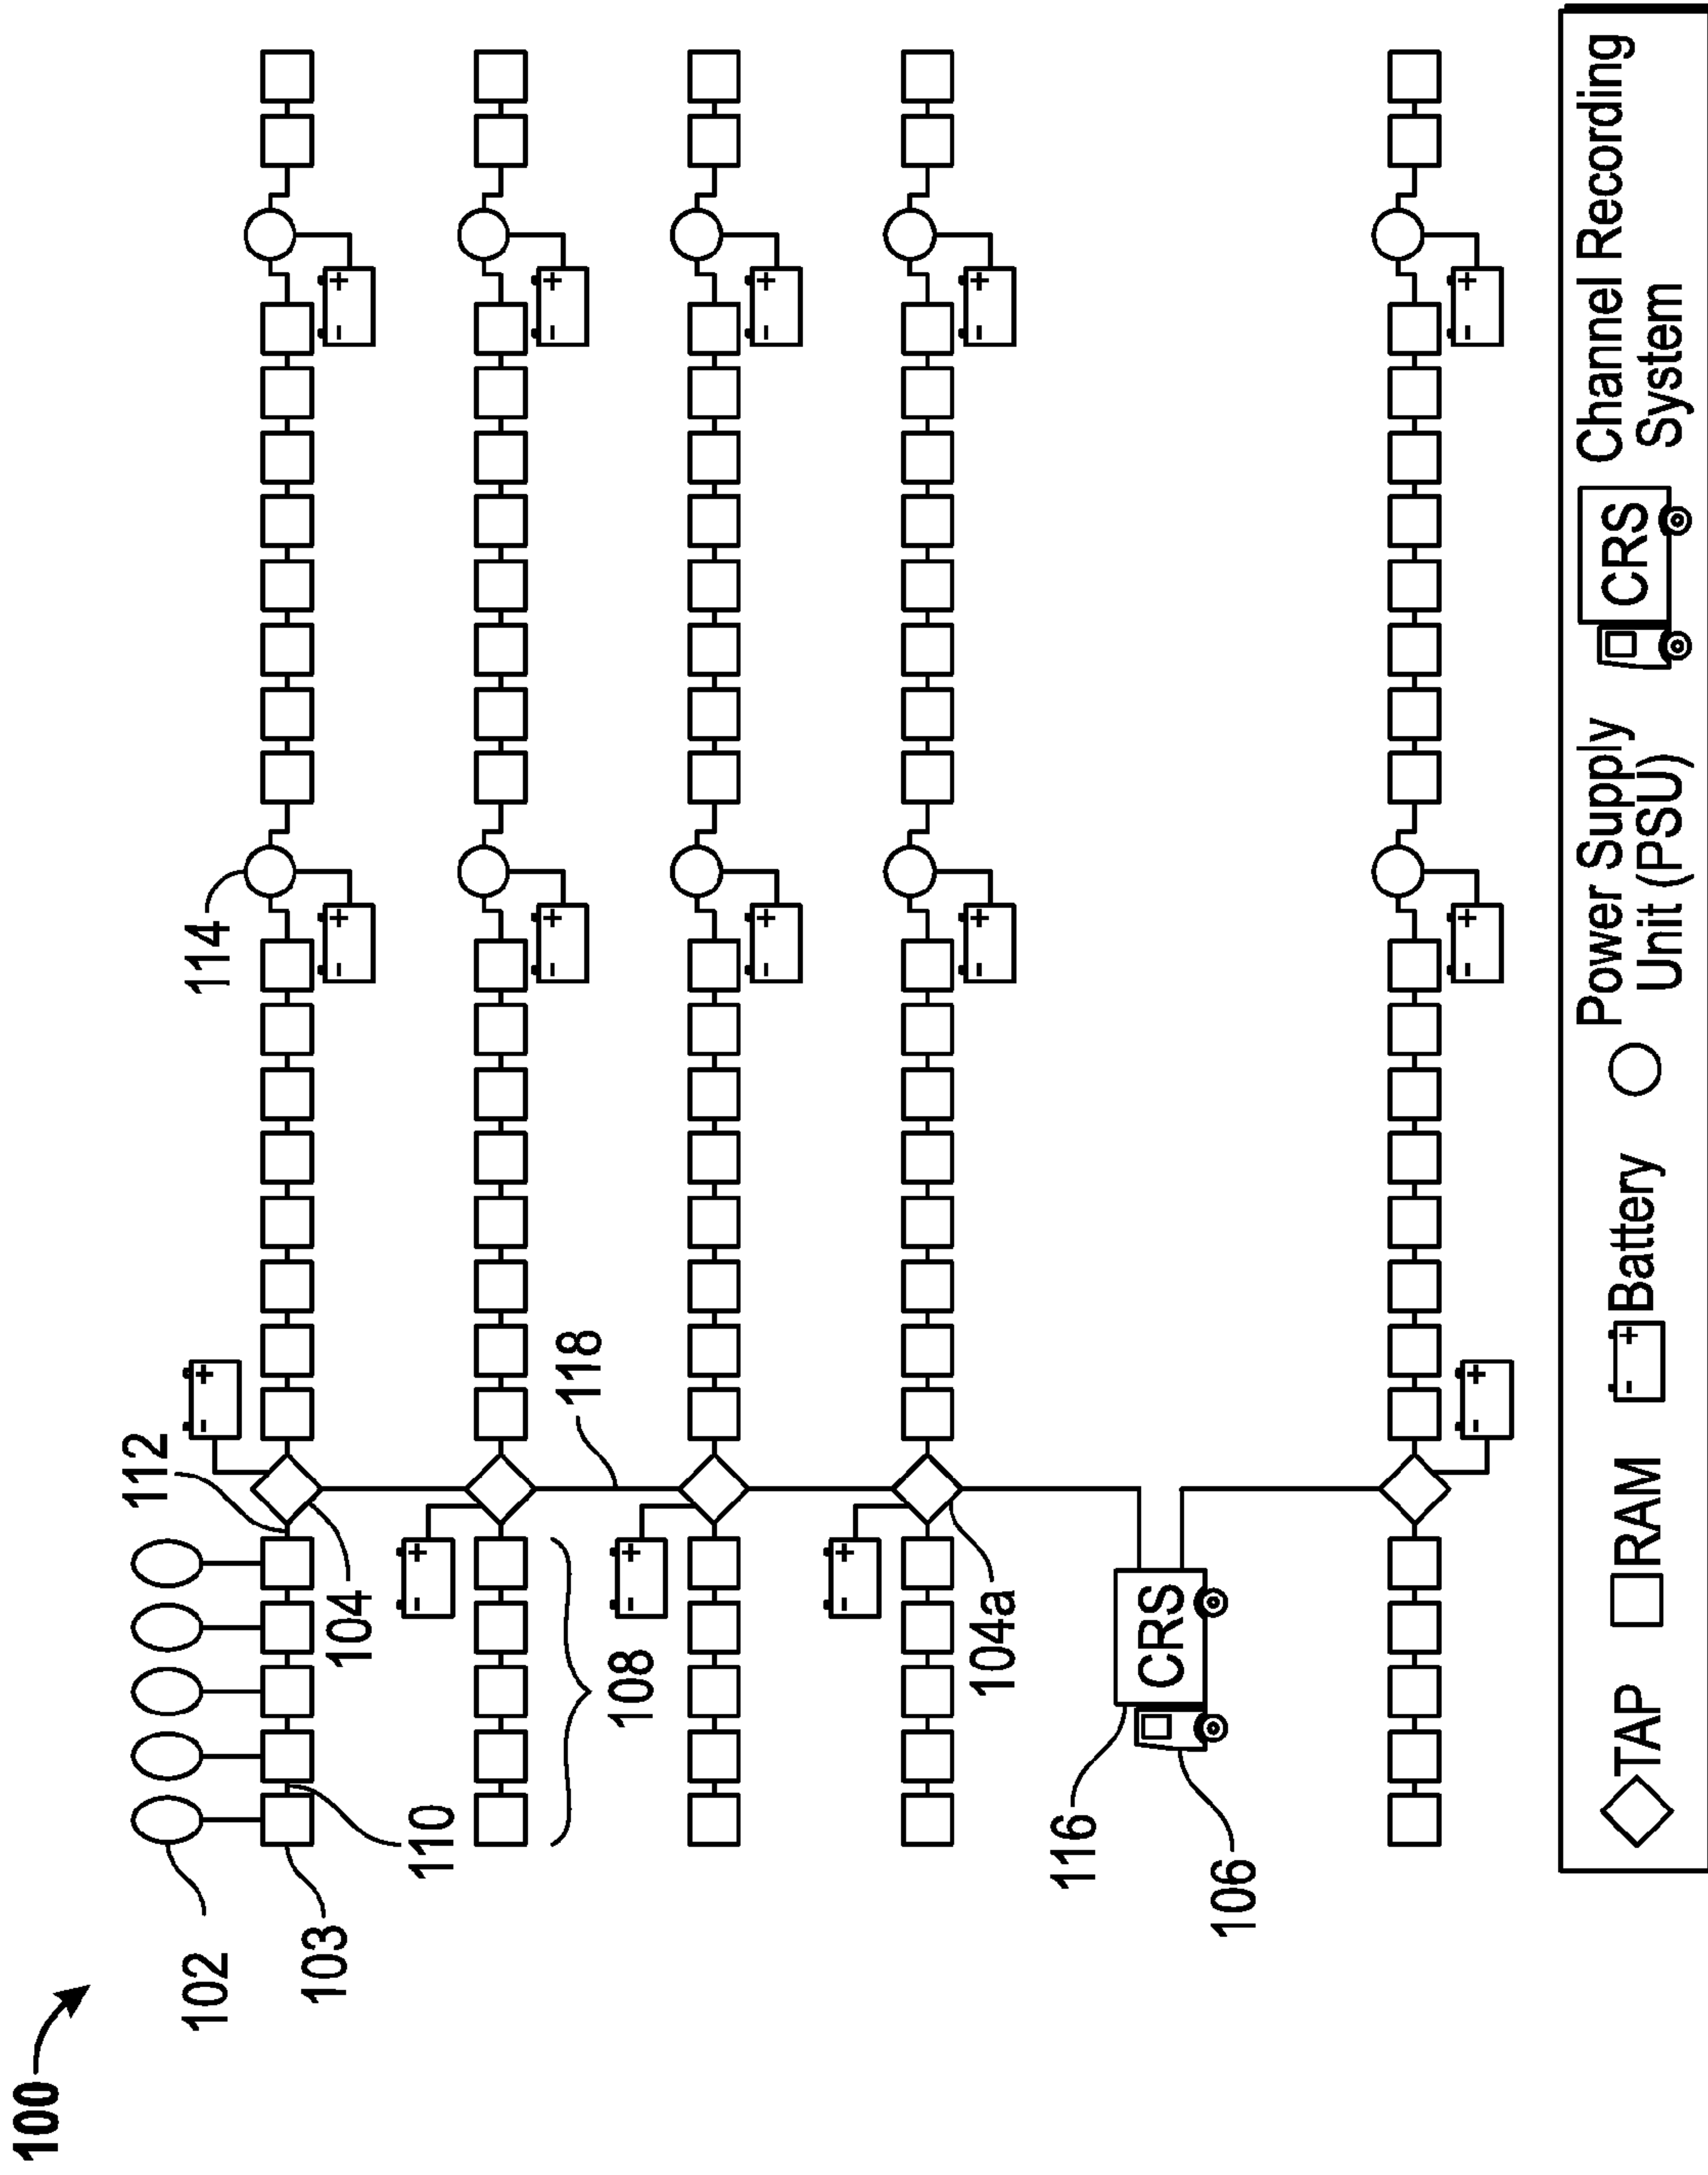 100
112
102
114
103
104
110
118
108
104a
116
CRS
106
TAP
RAM
Battery
Power Supply
Unit (PSU)
CRS
Channel Recording
System